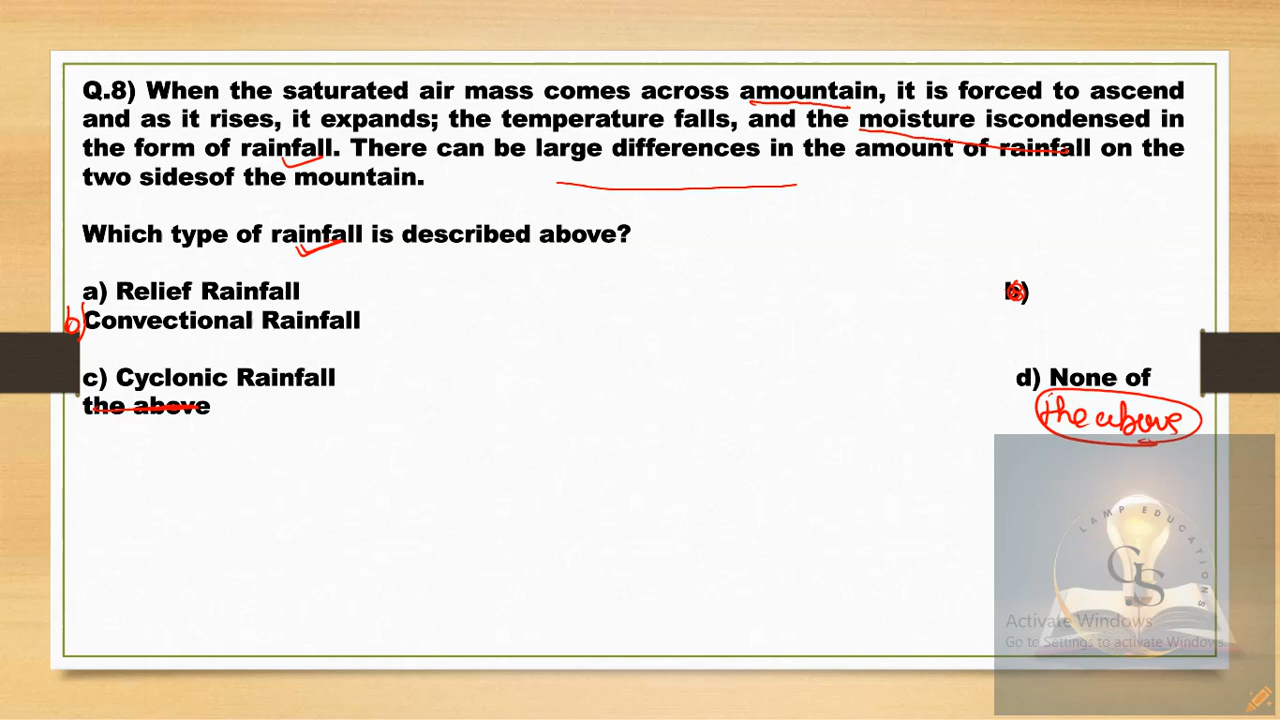 Q.8) When the saturated air mass comes across amountain, it is forced to ascend
and as it rises, it expands; the temperature falls, and the moisture iscondensed in
the form of rainfall. There can be large differences in the amount of rainfall on the
two sidesof the mountain.
Which type of rainfall is described above?
a) Relief Rainfall b)
b) Convectional Rainfall
c) Cyclonic Rainfall d) None of
the above the above
LAMP EDUCATIONS
GS
Activate Windows
Go to Settings to activate Windows.